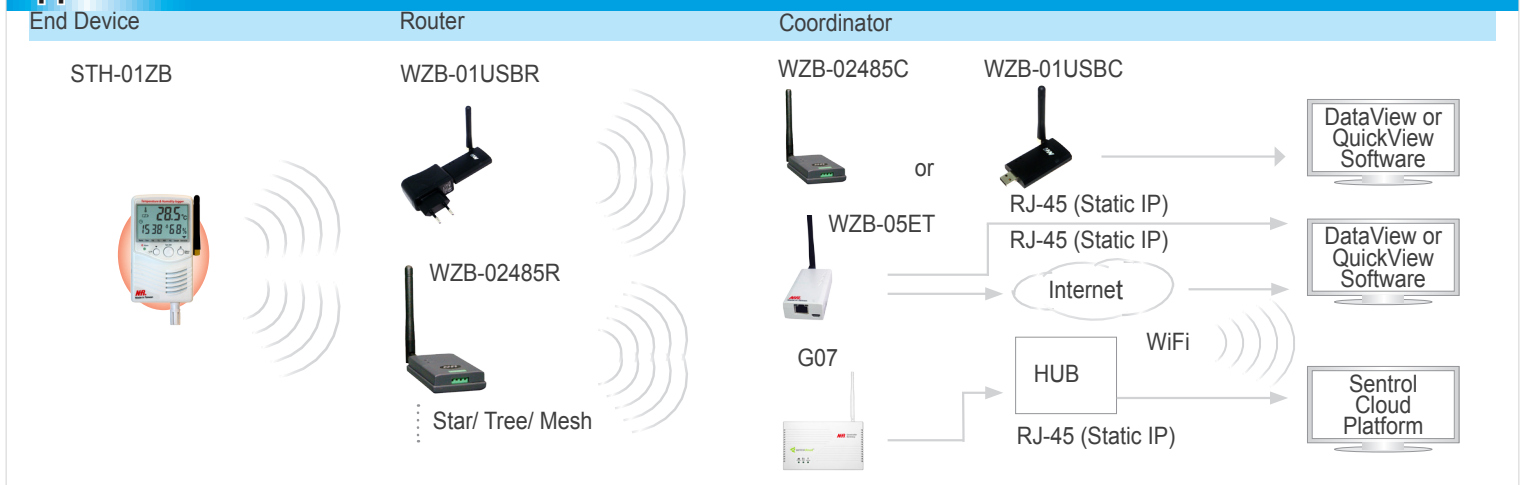 End Device
Router
Coordinator
STH-01ZB
WZB-01USBR
WZB-02485C
WZB-01USBC
DataView or
QuickView
Software
or
RJ-45 (Static IP)
WZB-05ET
RJ-45 (Static IP)
DataView or
QuickView
Software
WZB-02485R
Internet
28.5
G07
WiFi
HUB
Sentrol
Cloud
Platform
Star/ Tree/ Mesh
RJ-45 (Static IP)